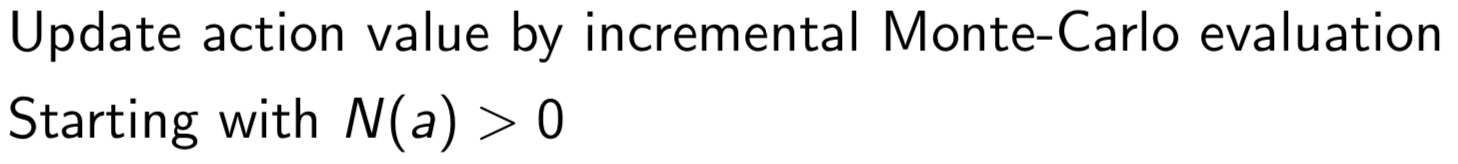 Update action value by incremental Monte-Carlo evaluation
Starting with N(a) > 0